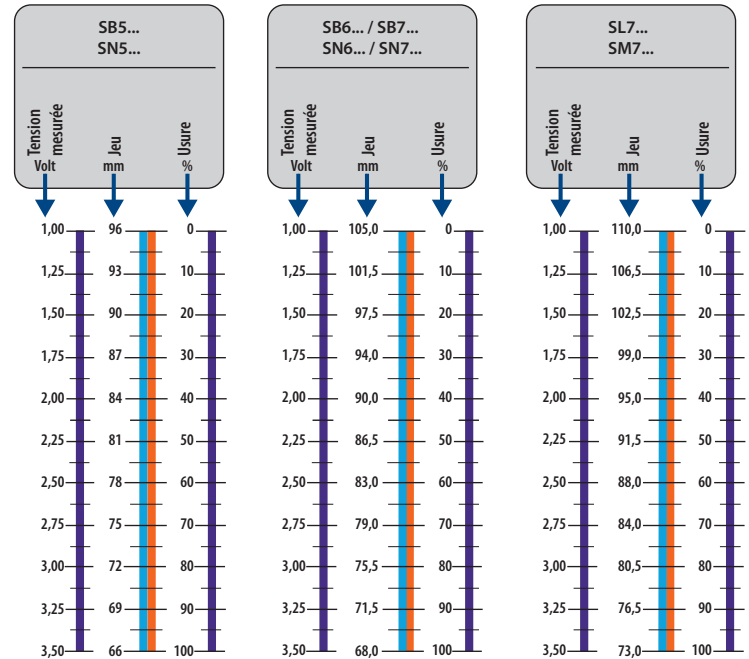 SB5...
SN5...
Tension
mesurée
Jeu
Usure
Volt mm %
1,00 96 0
1,25 93 10
1,50 90 20
1,75 87 30
2,00 84 40
2,25 81 50
2,50 78 60
2,75 75 70
3,00 72 80
3,25 69 90
3,50 66 100
SB6... / SB7...
SN6... / SN7...
Tension
mesurée
Jeu
Usure
Volt mm %
1,00 105,0 0
1,25 101,5 10
1,50 97,5 20
1,75 94,0 30
2,00 90,0 40
2,25 86,5 50
2,50 83,0 60
2,75 79,0 70
3,00 75,5 80
3,25 71,5 90
3,50 68,0 100
SL7...
SM7...
Tension
mesurée
Jeu
Usure
Volt mm %
1,00 110,0 0
1,25 106,5 10
1,50 102,5 20
1,75 99,0 30
2,00 95,0 40
2,25 91,5 50
2,50 88,0 60
2,75 84,0 70
3,00 80,5 80
3,25 76,5 90
3,50 73,0 100